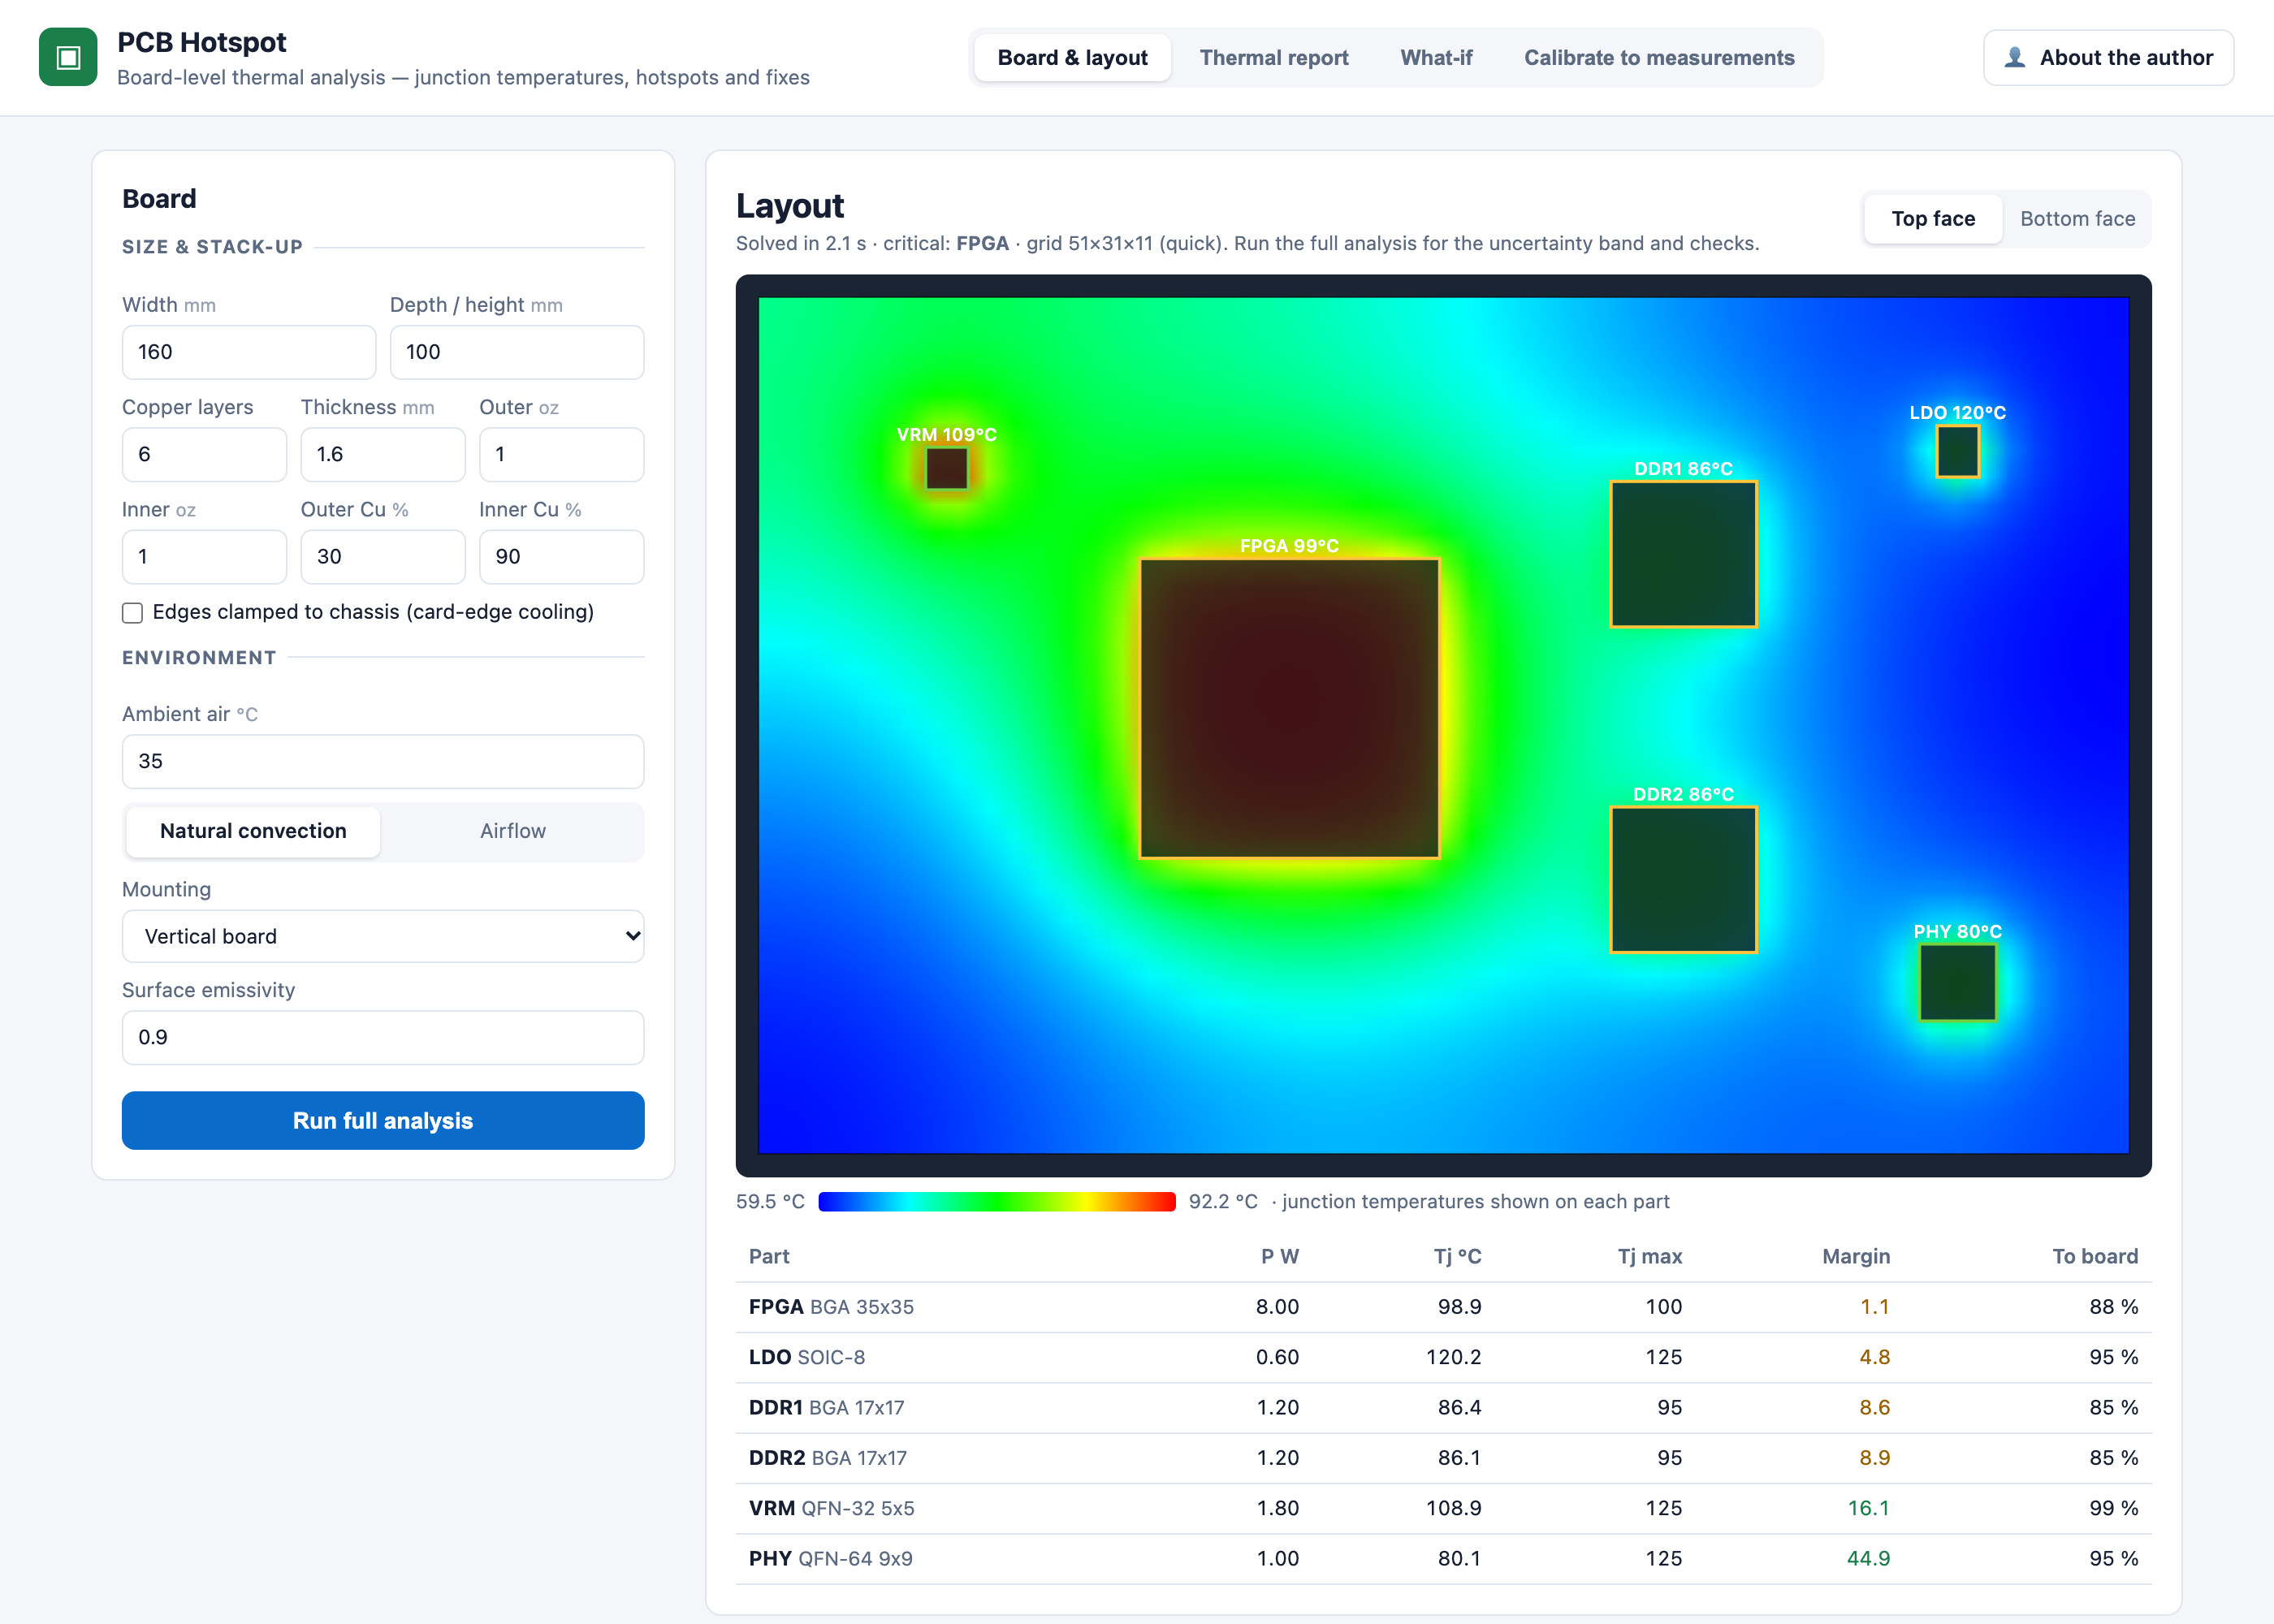 PCB Hotspot
Board-level thermal analysis — junction temperatures, hotspots and fixes
Board & layout
Thermal report
What-if
Calibrate to measurements
About the author
Board
SIZE & STACK-UP
Width mm
Depth / height mm
160
100
Copper layers
Thickness mm
Outer oz
6
1.6
1
Inner oz
Outer Cu %
Inner Cu %
1
30
90
Edges clamped to chassis (card-edge cooling)
ENVIRONMENT
Ambient air °C
35
Natural convection
Airflow
Mounting
Vertical board
Surface emissivity
0.9
Run full analysis
Layout
Solved in 2.1 s · critical: FPGA · grid 51×31×11 (quick). Run the full analysis for the uncertainty band and checks.
Top face
Bottom face
LDO 120°C
VRM 109°C
DDR1 86°C
FPGA 99°C
DDR2 86°C
PHY 80°C
59.5 °C
92.2 °C · junction temperatures shown on each part
Part P W Tj °C Tj max Margin To board
FPGA BGA 35x35 8.00 98.9 100 1.1 88 %
LDO SOIC-8 0.60 120.2 125 4.8 95 %
DDR1 BGA 17x17 1.20 86.4 95 8.6 85 %
DDR2 BGA 17x17 1.20 86.1 95 8.9 85 %
VRM QFN-32 5x5 1.80 108.9 125 16.1 99 %
PHY QFN-64 9x9 1.00 80.1 125 44.9 95 %